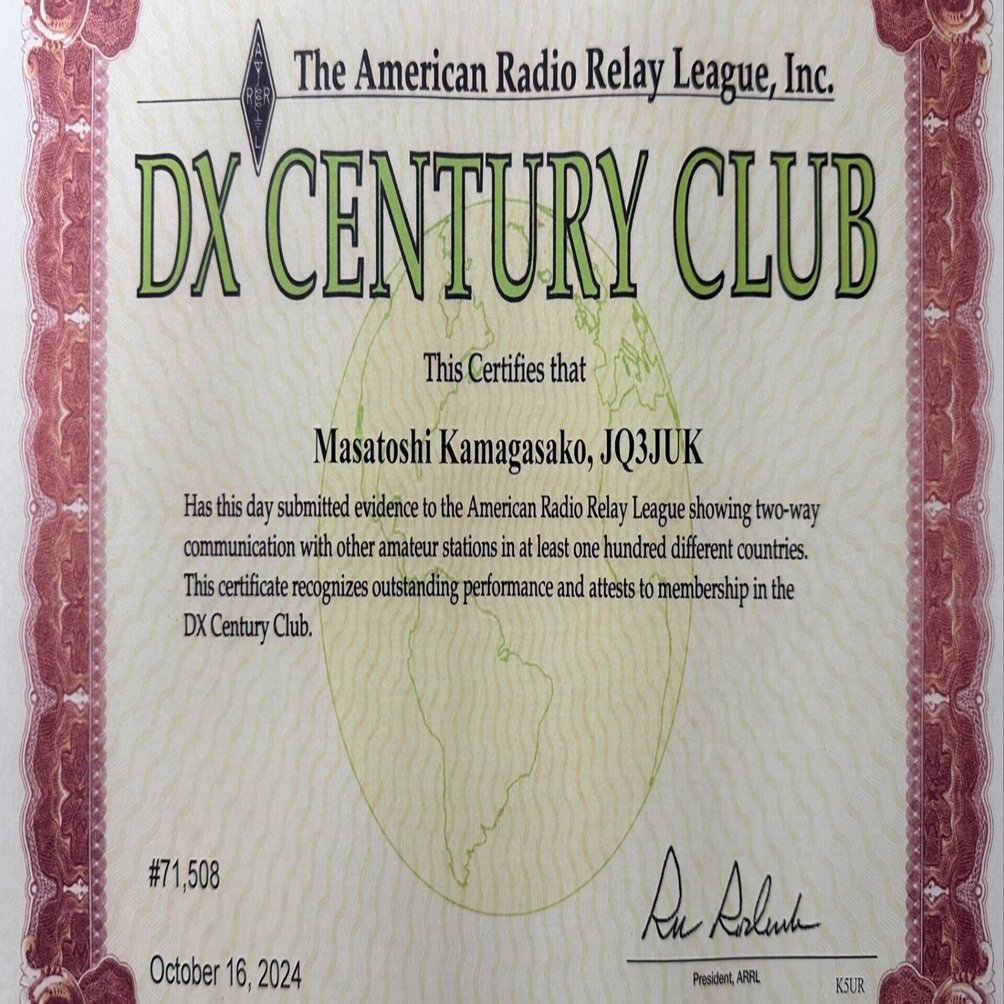 The American Radio Relay League, Inc.
A
R R
L
DX CENTURY CLUB
This Certifies that
Masatoshi Kamagasako, JQ3JUK
Has this day submitted evidence to the American Radio Relay League showing two-way
communication with other amateur stations in at least one hundred different countries.
This certificate recognizes outstanding performance and attests to membership in the
DX Century Club.
#71,508
October 16, 2024
President, ARRL
K5UR